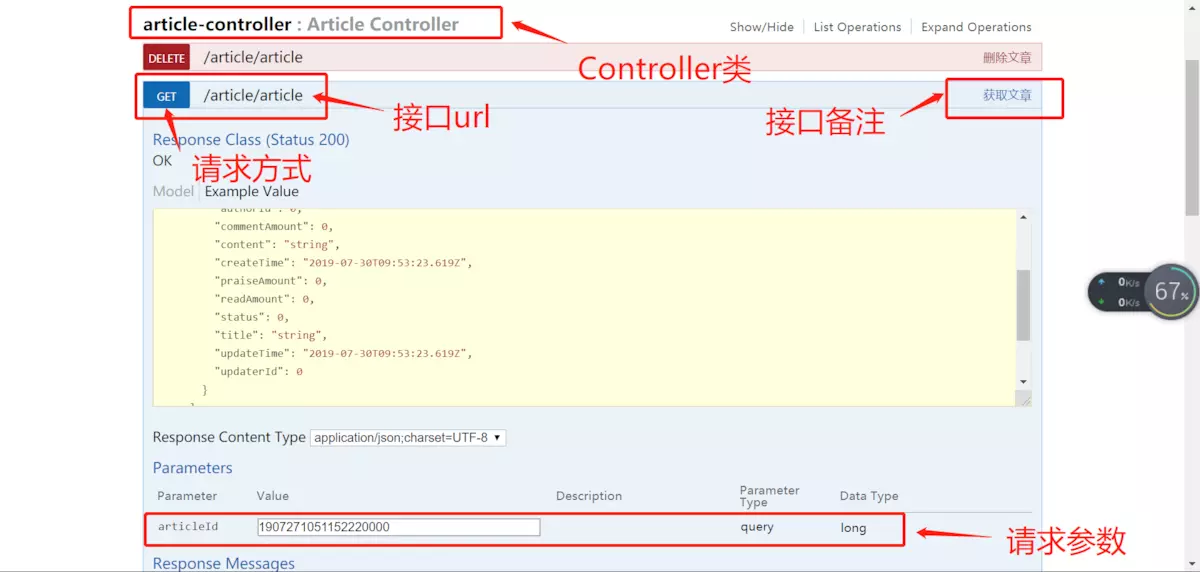 article-controller : Article Controller
Show/Hide List Operations Expand Operations
Controller类
DELETE /article/article 删除文章
GET /article/article 获取文章
接口url
接口备注
请求方式
Response Class (Status 200)
OK
Model Example Value
"commentAmount": 0,
"content": "string",
"createTime": "2019-07-30T09:53:23.619Z",
"praiseAmount": 0,
"readAmount": 0,
"status": 0,
"title": "string",
"updateTime": "2019-07-30T09:53:23.619Z",
"updaterId": 0
}
0K/s
0K/s
67%
Response Content Type application/json;charset=UTF-8
Parameters
Parameter Value Description Parameter Type Data Type
articleId 1907271051152220000 query long
请求参数
Response Messages